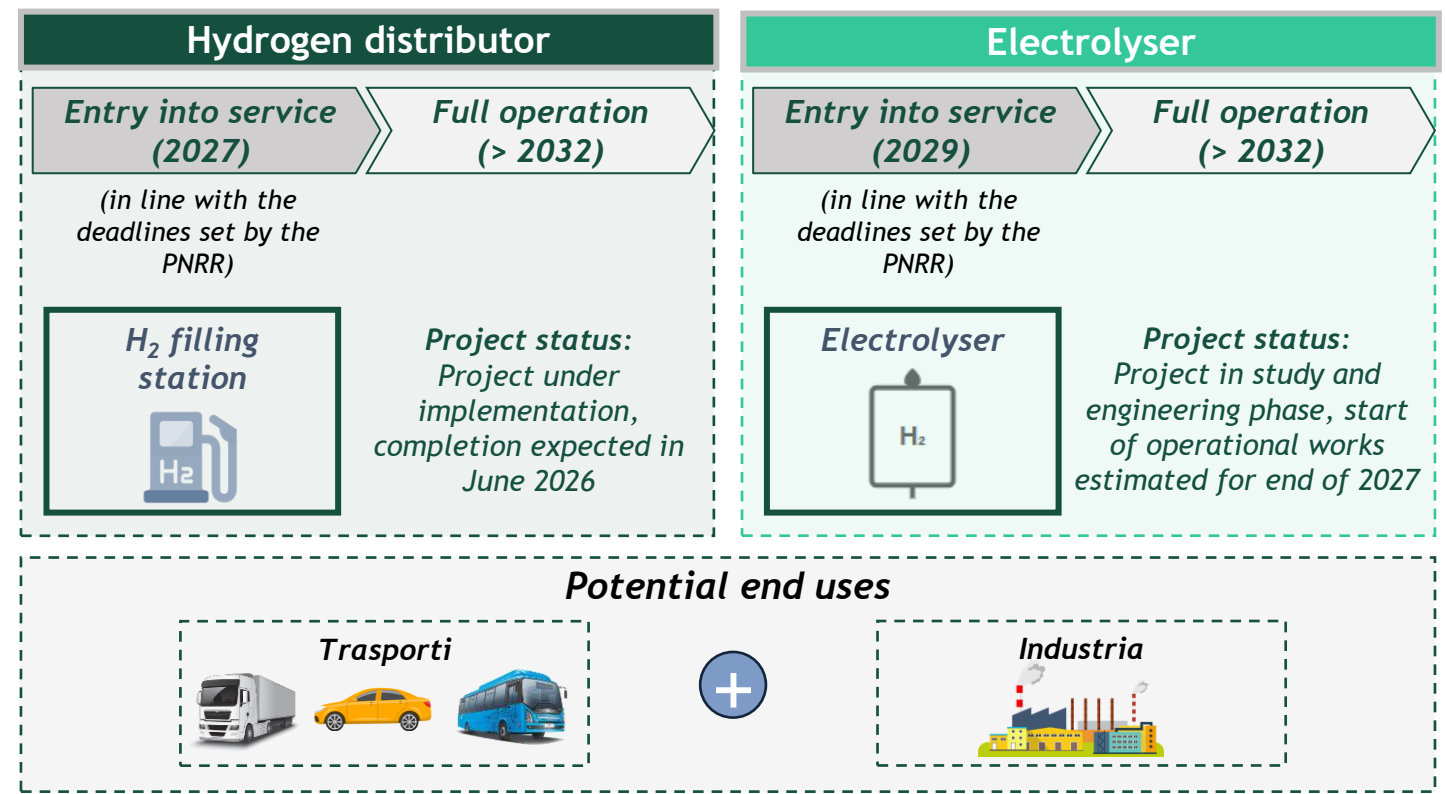 Hydrogen distributor
Entry into service
(2027)
Full operation
(> 2032)
(in line with the
deadlines set by the
PNRR)
H₂ filling
station
H₂
Project status:
Project under
implementation,
completion expected in
June 2026
Electrolyser
Entry into service
(2029)
Full operation
(> 2032)
(in line with the
deadlines set by the
PNRR)
Electrolyser
H₂
Project status:
Project in study and
engineering phase, start
of operational works
estimated for end of 2027
Potential end uses
Trasporti
+
Industria